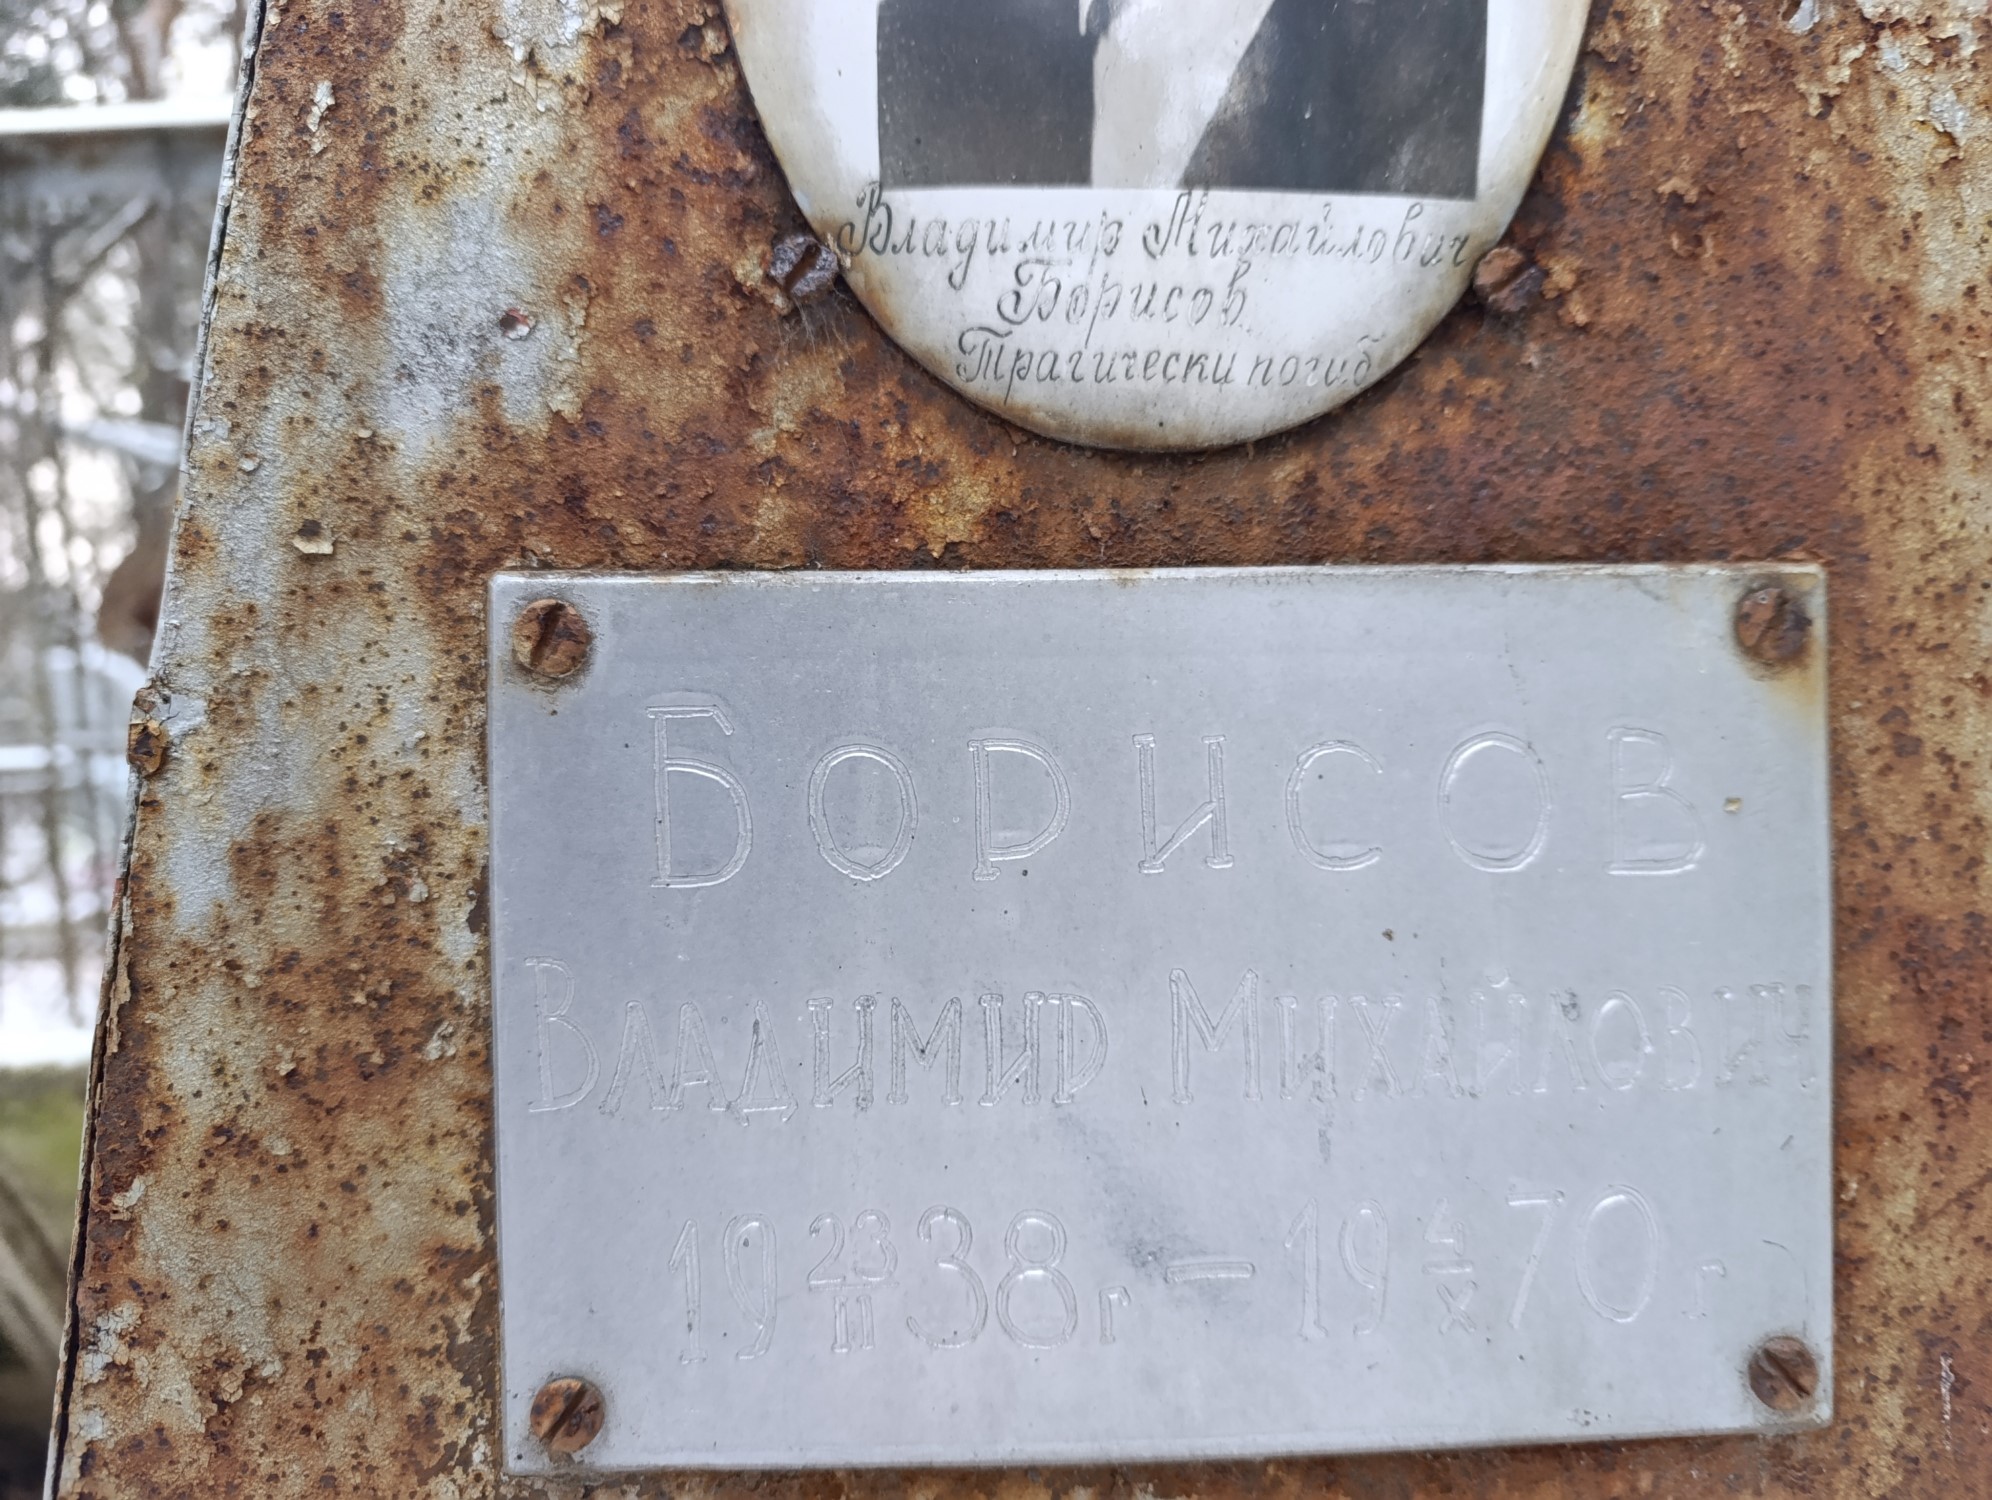 Владимир Михайлович
Борисов
Трагически погиб
Борисов
Владимир Михайлович
19 23/II 38 г – 19 4/X 70 г